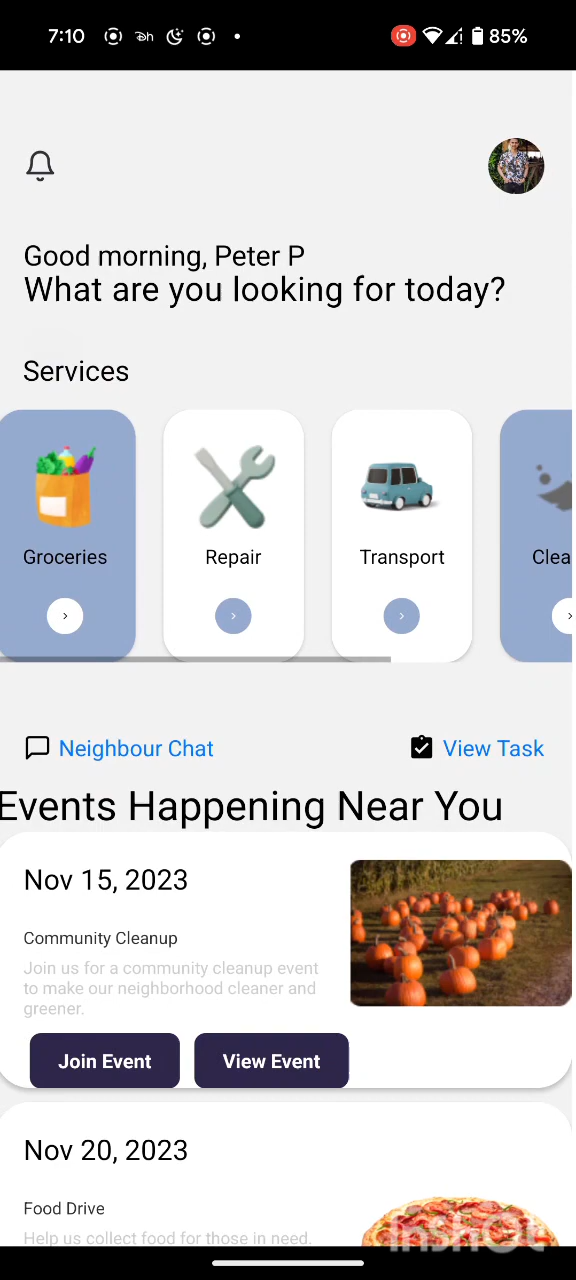 7:10
85%
Good morning, Peter P
What are you looking for today?
Services
Groceries
Repair
Transport
Clea
Neighbour Chat
View Task
Events Happening Near You
Nov 15, 2023
Community Cleanup
Join us for a community cleanup event
to make our neighborhood cleaner and
greener.
Join Event
View Event
Nov 20, 2023
Food Drive
Help us collect food for those in need.
InShOt